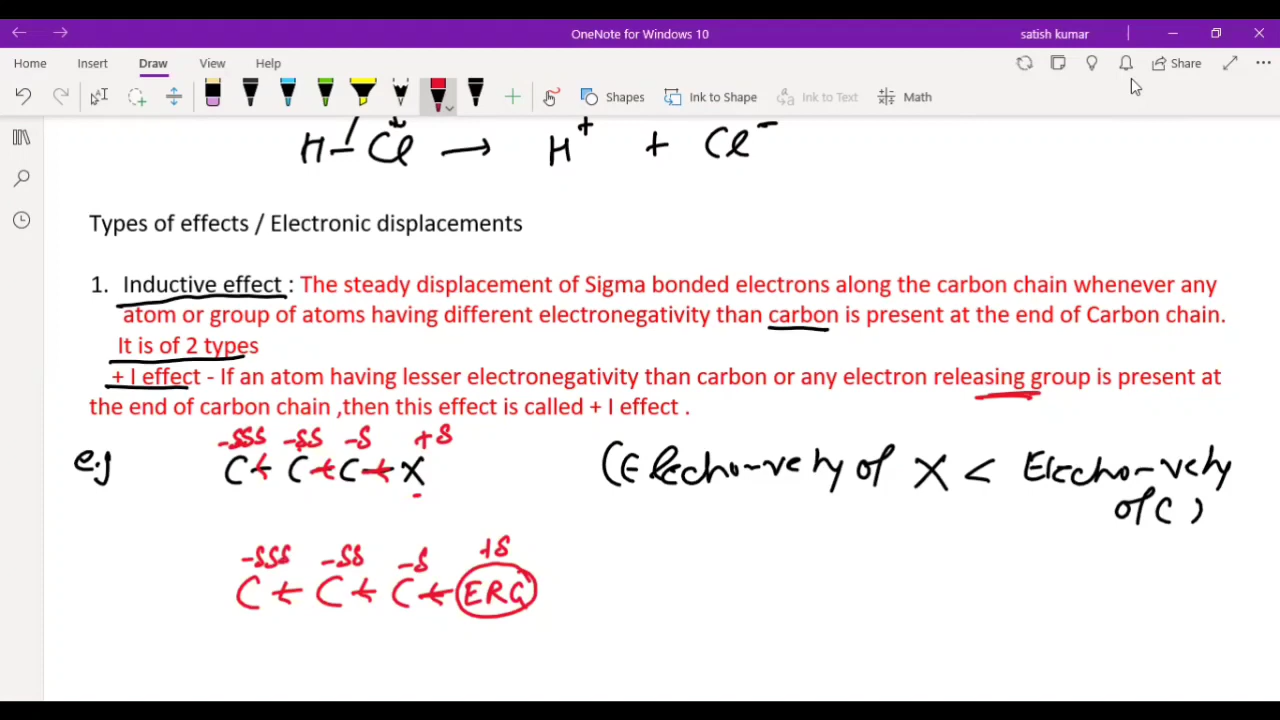 OneNote for Windows 10
satish kumar
Home Insert Draw View Help Share
Shapes Ink to Shape Ink to Text Math
H - Cl → H+ + Cl-
Types of effects / Electronic displacements
1. Inductive effect : The steady displacement of Sigma bonded electrons along the carbon chain whenever any
atom or group of atoms having different electronegativity than carbon is present at the end of Carbon chain.
It is of 2 types
+ I effect - If an atom having lesser electronegativity than carbon or any electron releasing group is present at
the end of carbon chain ,then this effect is called + I effect .
-δδδ -δδ -δ +δ
e.g C ← C ← C ← X (Electro-vety of X < Electro-vety
of C )
-δδδ -δδ -δ +δ
C ← C ← C ← ERG